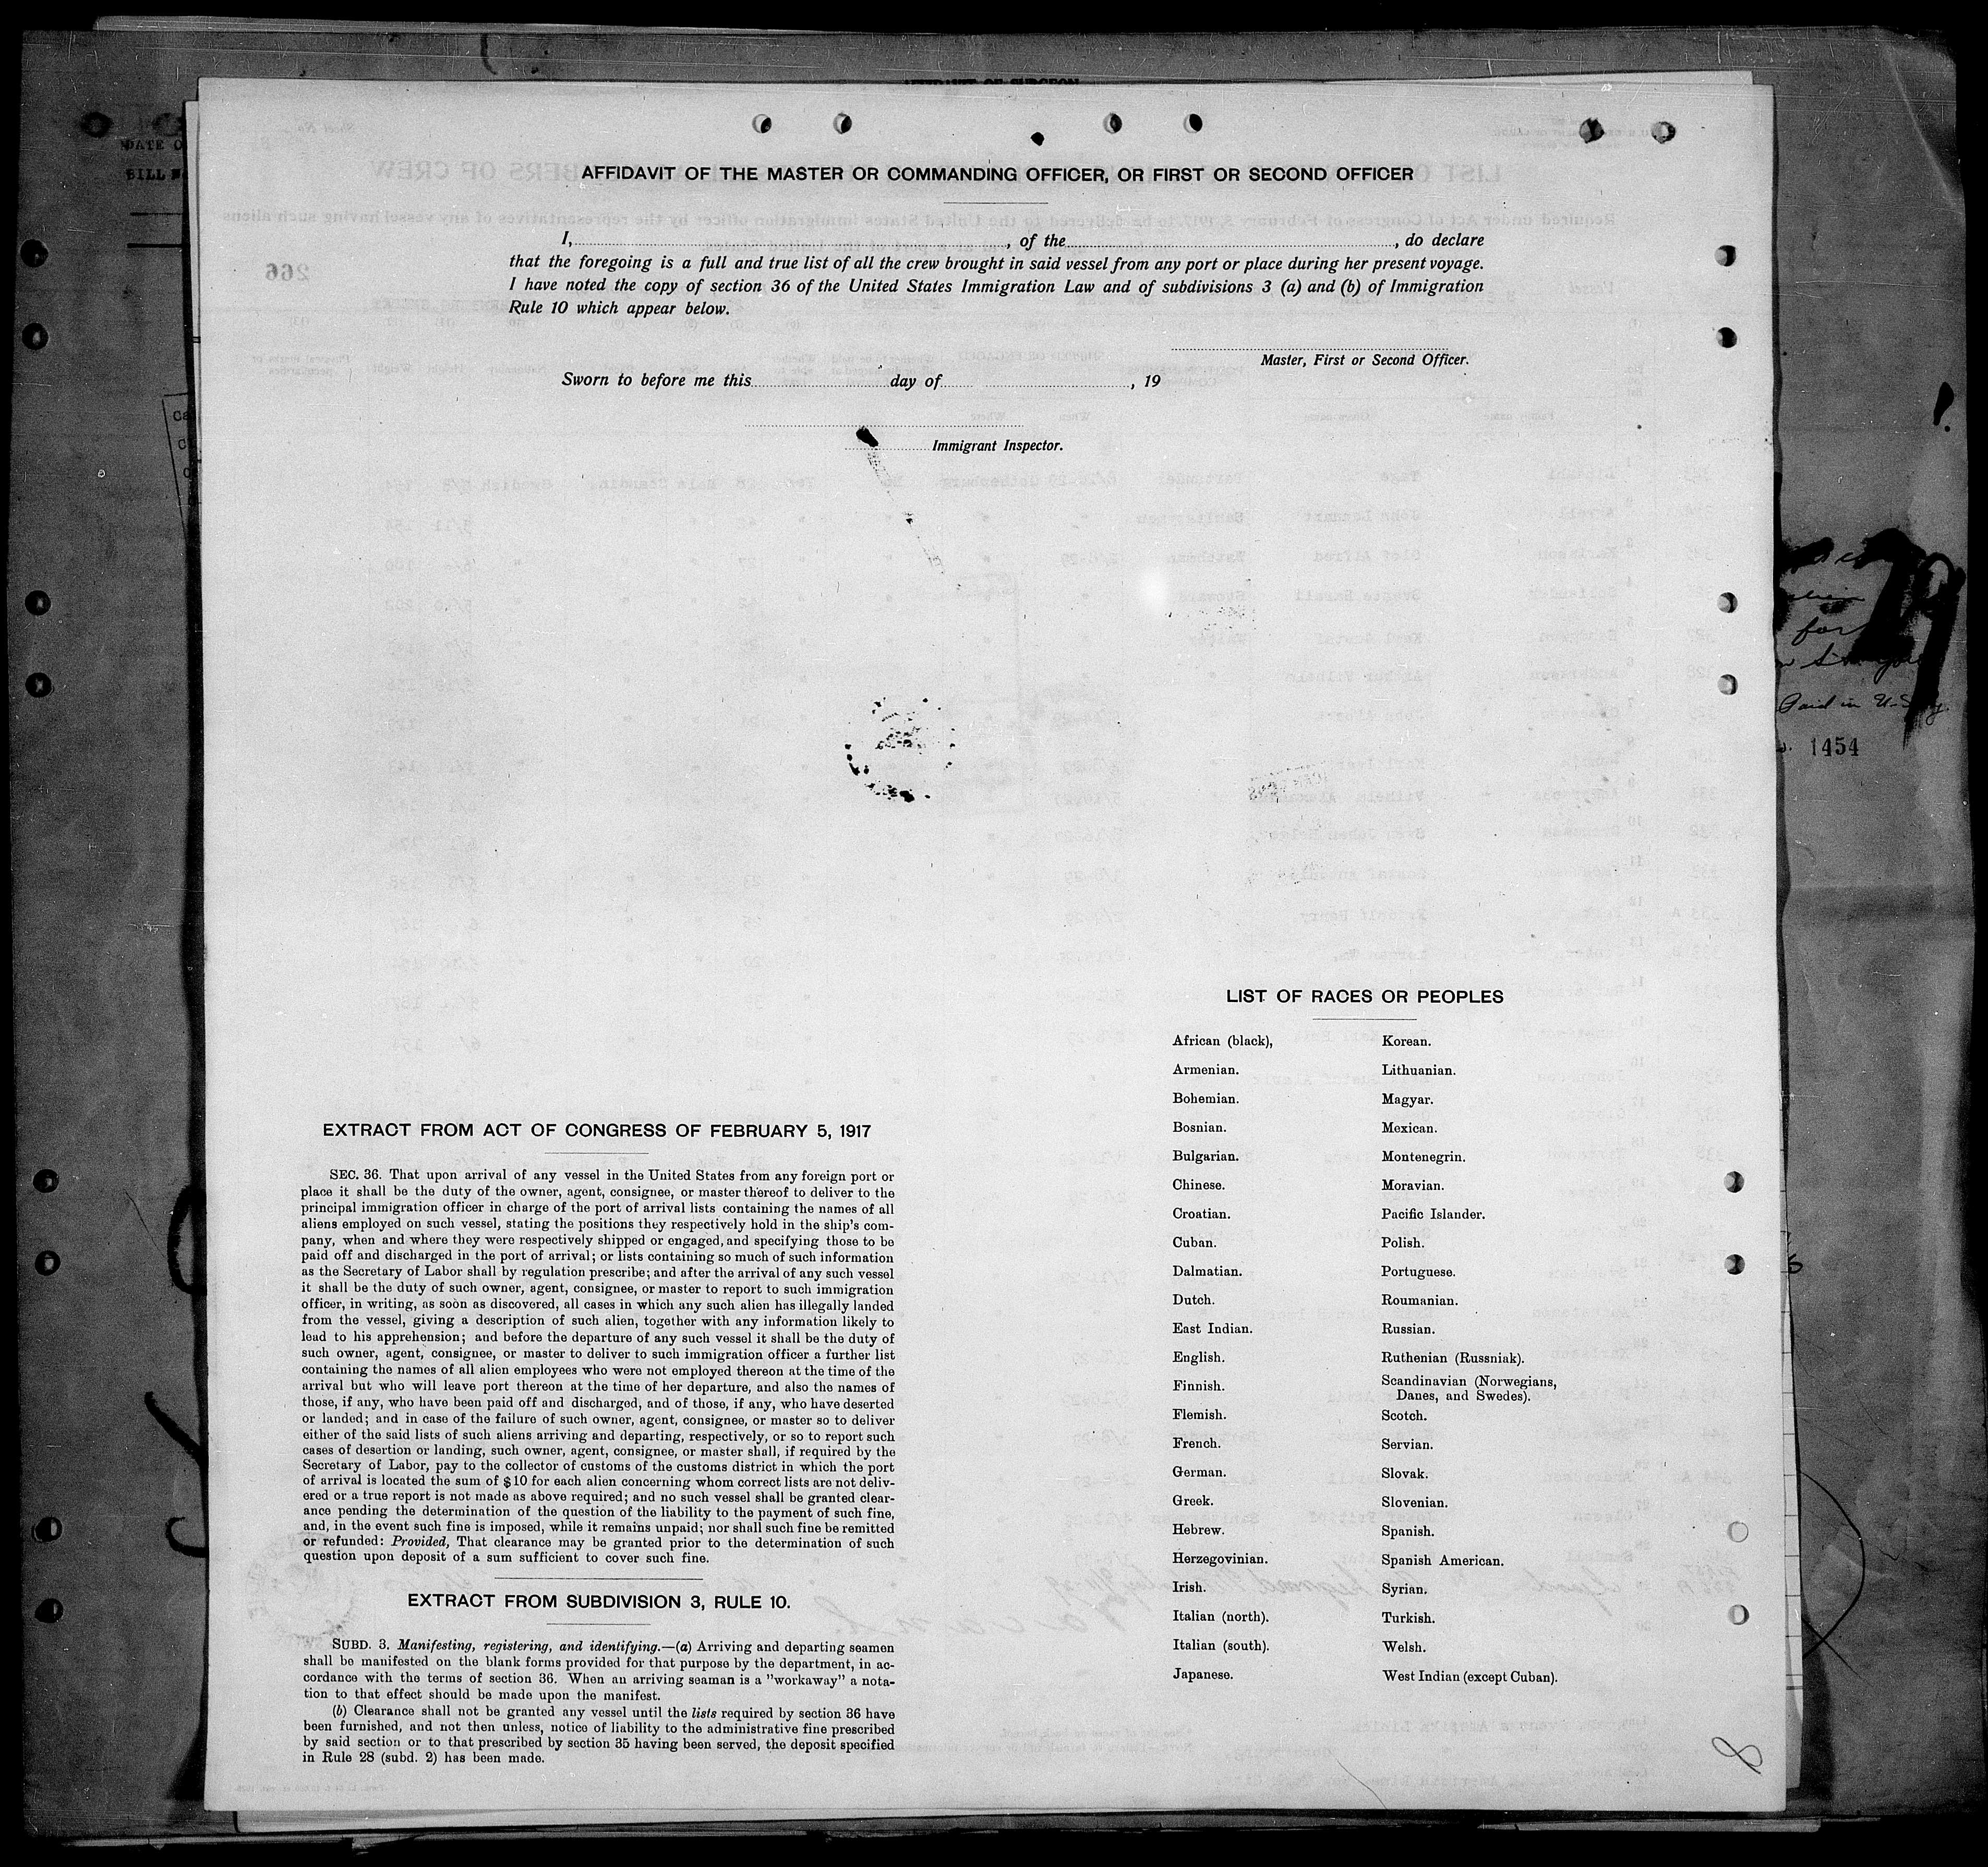 AFFIDAVIT OF THE MASTER OR COMMANDING OFFICER, OR FIRST OR SECOND OFFICER
I, , of the , do declare
that the foregoing is a full and true list of all the crew brought in said vessel from any port or place during her present voyage.
I have noted the copy of section 36 of the United States Immigration Law and of subdivisions 3 (a) and (b) of Immigration
Rule 10 which appear below.
Master, First or Second Officer.
Sworn to before me this day of , 19
Immigrant Inspector.
EXTRACT FROM ACT OF CONGRESS OF FEBRUARY 5, 1917
SEC. 36. That upon arrival of any vessel in the United States from any foreign port or
place it shall be the duty of the owner, agent, consignee, or master thereof to deliver to the
principal immigration officer in charge of the port of arrival lists containing the names of all
aliens employed on such vessel, stating the positions they respectively hold in the ship's com-
pany, when and where they were respectively shipped or engaged, and specifying those to be
paid off and discharged in the port of arrival; or lists containing so much of such information
as the Secretary of Labor shall by regulation prescribe; and after the arrival of any such vessel
it shall be the duty of such owner, agent, consignee, or master to report to such immigration
officer, in writing, as soon as discovered, all cases in which any such alien has illegally landed
from the vessel, giving a description of such alien, together with any information likely to
lead to his apprehension; and before the departure of any such vessel it shall be the duty of
such owner, agent, consignee, or master to deliver to such immigration officer a further list
containing the names of all alien employees who were not employed thereon at the time of the
arrival but who will leave port thereon at the time of her departure, and also the names of
those, if any, who have been paid off and discharged, and of those, if any, who have deserted
or landed; and in case of the failure of such owner, agent, consignee, or master so to deliver
either of the said lists of such aliens arriving and departing, respectively, or so to report such
cases of desertion or landing, such owner, agent, consignee, or master shall, if required by the
Secretary of Labor, pay to the collector of customs of the customs district in which the port
of arrival is located the sum of $10 for each alien concerning whom correct lists are not deliv-
ered or a true report is not made as above required; and no such vessel shall be granted clear-
ance pending the determination of the question of the liability to the payment of such fine,
and, in the event such fine is imposed, while it remains unpaid; nor shall such fine be remitted
or refunded: Provided, That clearance may be granted prior to the determination of such
question upon deposit of a sum sufficient to cover such fine.
EXTRACT FROM SUBDIVISION 3, RULE 10.
SUBD. 3. Manifesting, registering, and identifying.—(a) Arriving and departing seamen
shall be manifested on the blank forms provided for that purpose by the department, in ac-
cordance with the terms of section 36. When an arriving seaman is a "workaway" a nota-
tion to that effect should be made upon the manifest.
(b) Clearance shall not be granted any vessel until the lists required by section 36 have
been furnished, and not then unless, notice of liability to the administrative fine prescribed
by said section or to that prescribed by section 35 having been served, the deposit specified
in Rule 28 (subd. 2) has been made.
LIST OF RACES OR PEOPLES
African (black),
Armenian.
Bohemian.
Bosnian.
Bulgarian.
Chinese.
Croatian.
Cuban.
Dalmatian.
Dutch.
East Indian.
English.
Finnish.
Flemish.
French.
German.
Greek.
Hebrew.
Herzegovinian.
Irish.
Italian (north).
Italian (south).
Japanese.
Korean.
Lithuanian.
Magyar.
Mexican.
Montenegrin.
Moravian.
Pacific Islander.
Polish.
Portuguese.
Roumanian.
Russian.
Ruthenian (Russniak).
Scandinavian (Norwegians,
Danes, and Swedes).
Scotch.
Servian.
Slovak.
Slovenian.
Spanish.
Spanish American.
Syrian.
Turkish.
Welsh.
West Indian (except Cuban).
8
for
Paid in U.S.
1454